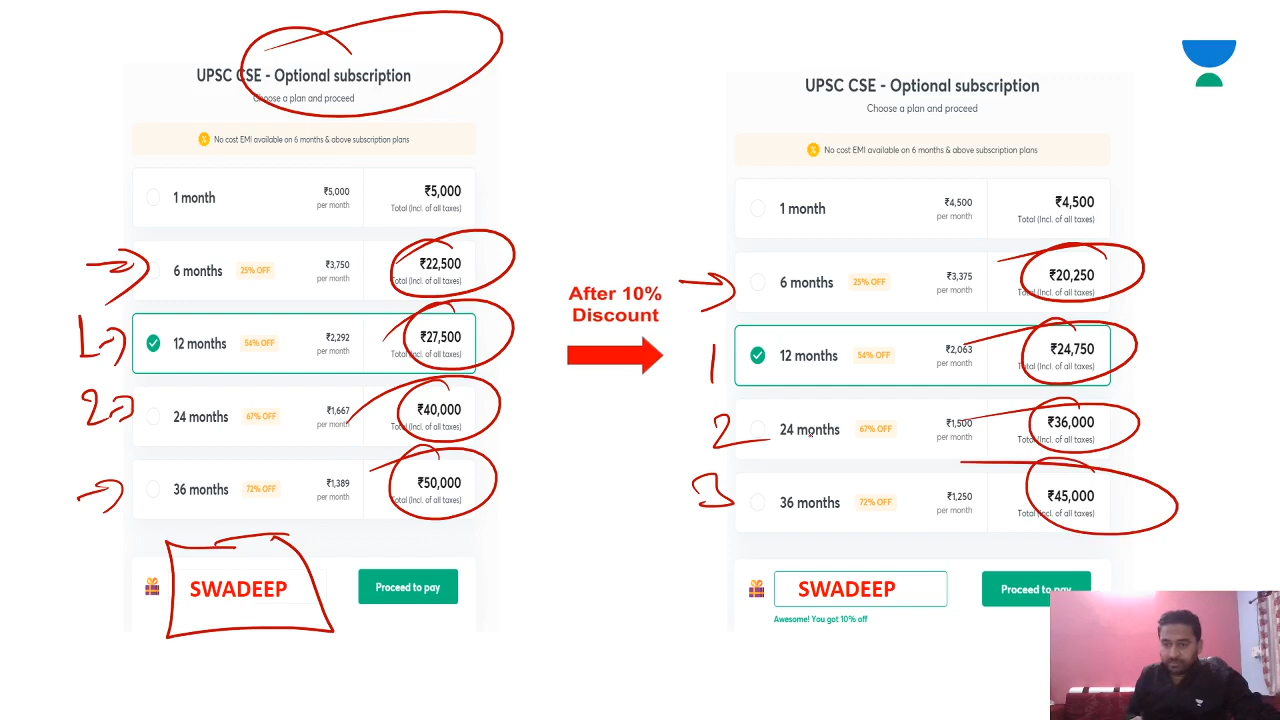 UPSC CSE - Optional subscription
Choose a plan and proceed
No cost EMI available on 6 months & above subscription plans
1 month ₹5,000 per month ₹5,000 Total (Incl. of all taxes)
6 months 25% OFF ₹3,750 per month ₹22,500 Total (Incl. of all taxes)
1 12 months 54% OFF ₹2,292 per month ₹27,500 Total (Incl. of all taxes)
2 24 months 67% OFF ₹1,667 per month ₹40,000 Total (Incl. of all taxes)
36 months 72% OFF ₹1,389 per month ₹50,000 Total (Incl. of all taxes)
SWADEEP Proceed to pay
After 10%
Discount
UPSC CSE - Optional subscription
Choose a plan and proceed
No cost EMI available on 6 months & above subscription plans
1 month ₹4,500 per month ₹4,500 Total (Incl. of all taxes)
6 months 25% OFF ₹3,375 per month ₹20,250 Total (Incl. of all taxes)
1 12 months 54% OFF ₹2,063 per month ₹24,750 Total (Incl. of all taxes)
2 24 months 67% OFF ₹1,500 per month ₹36,000 Total (Incl. of all taxes)
3 36 months 72% OFF ₹1,250 per month ₹45,000 Total (Incl. of all taxes)
SWADEEP Proceed to pay
Awesome! You got 10% off